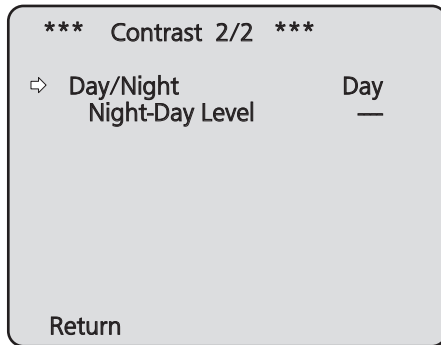 *** Contrast 2/2 ***
⇨ Day/Night Day
Night-Day Level —
Return